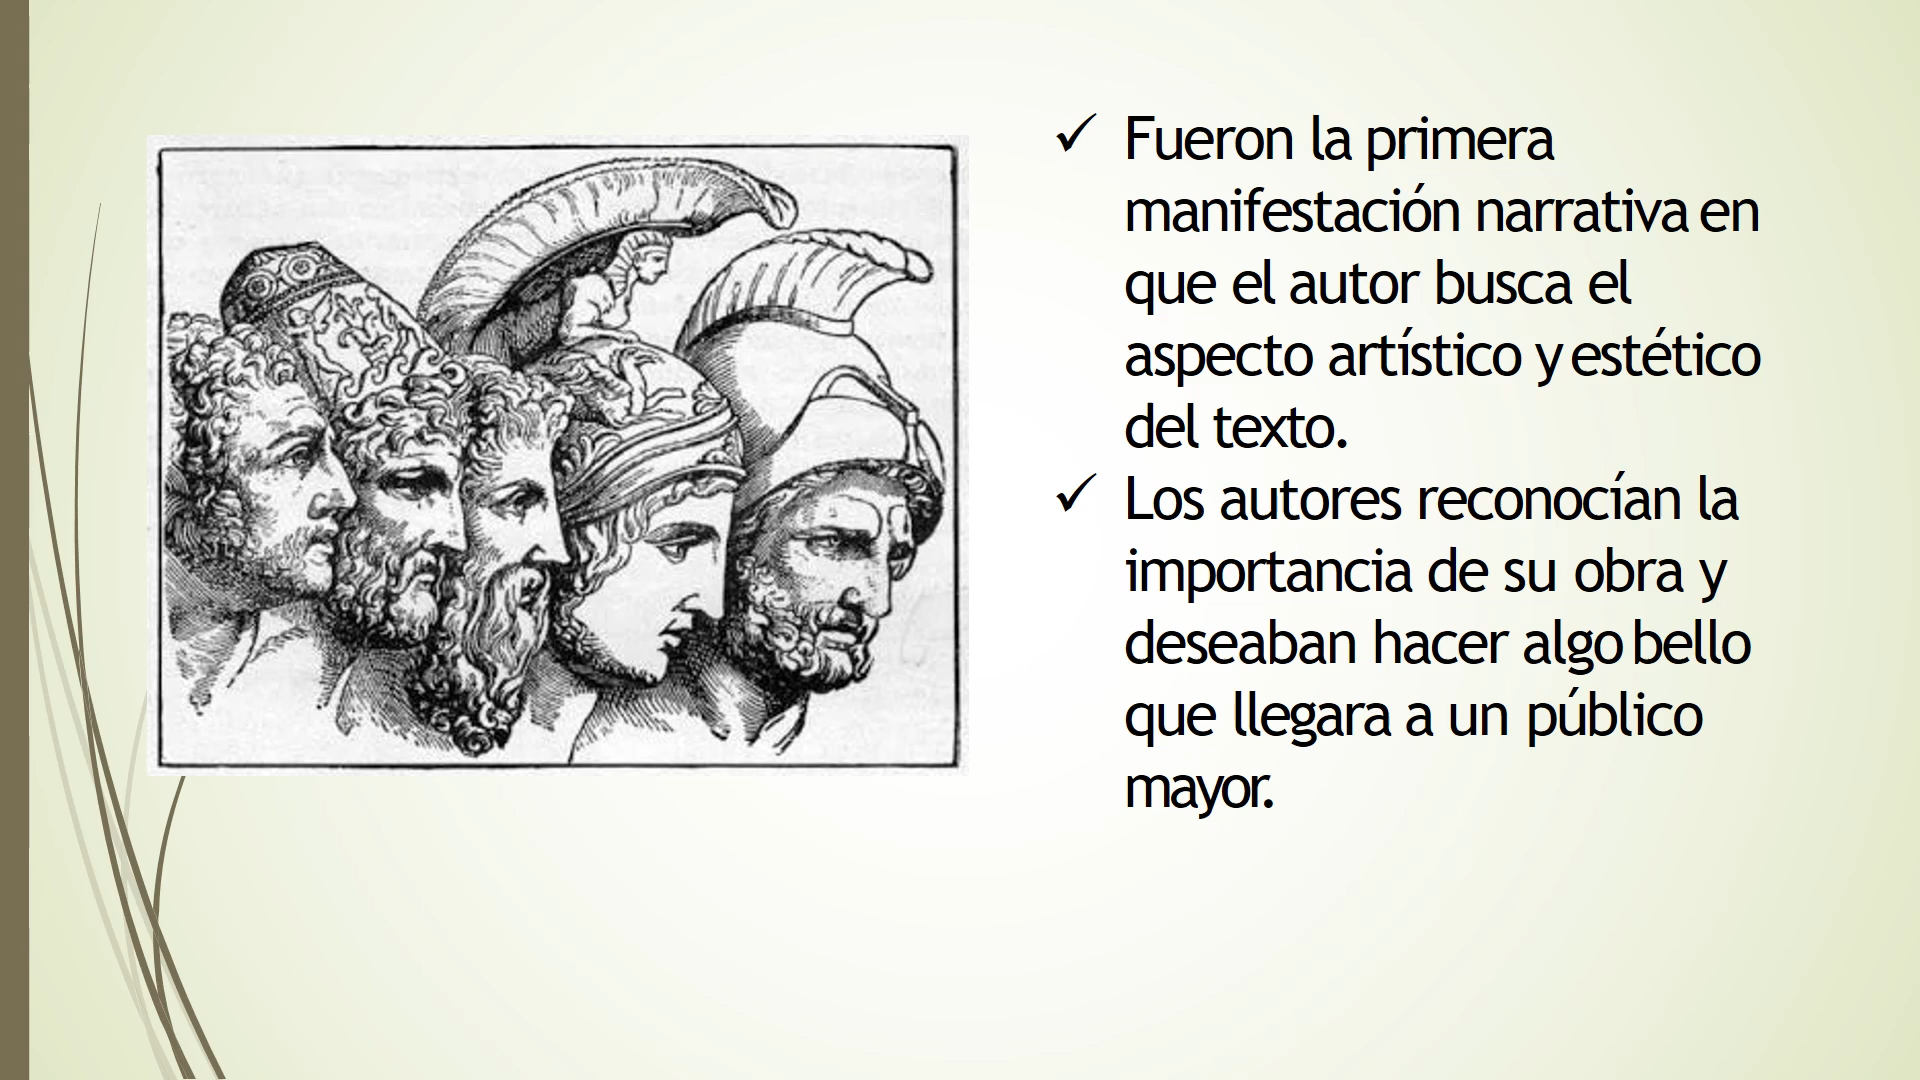 ✓ Fueron la primera
manifestación narrativa en
que el autor busca el
aspecto artístico y estético
del texto.
✓ Los autores reconocían la
importancia de su obra y
deseaban hacer algo bello
que llegara a un público
mayor.